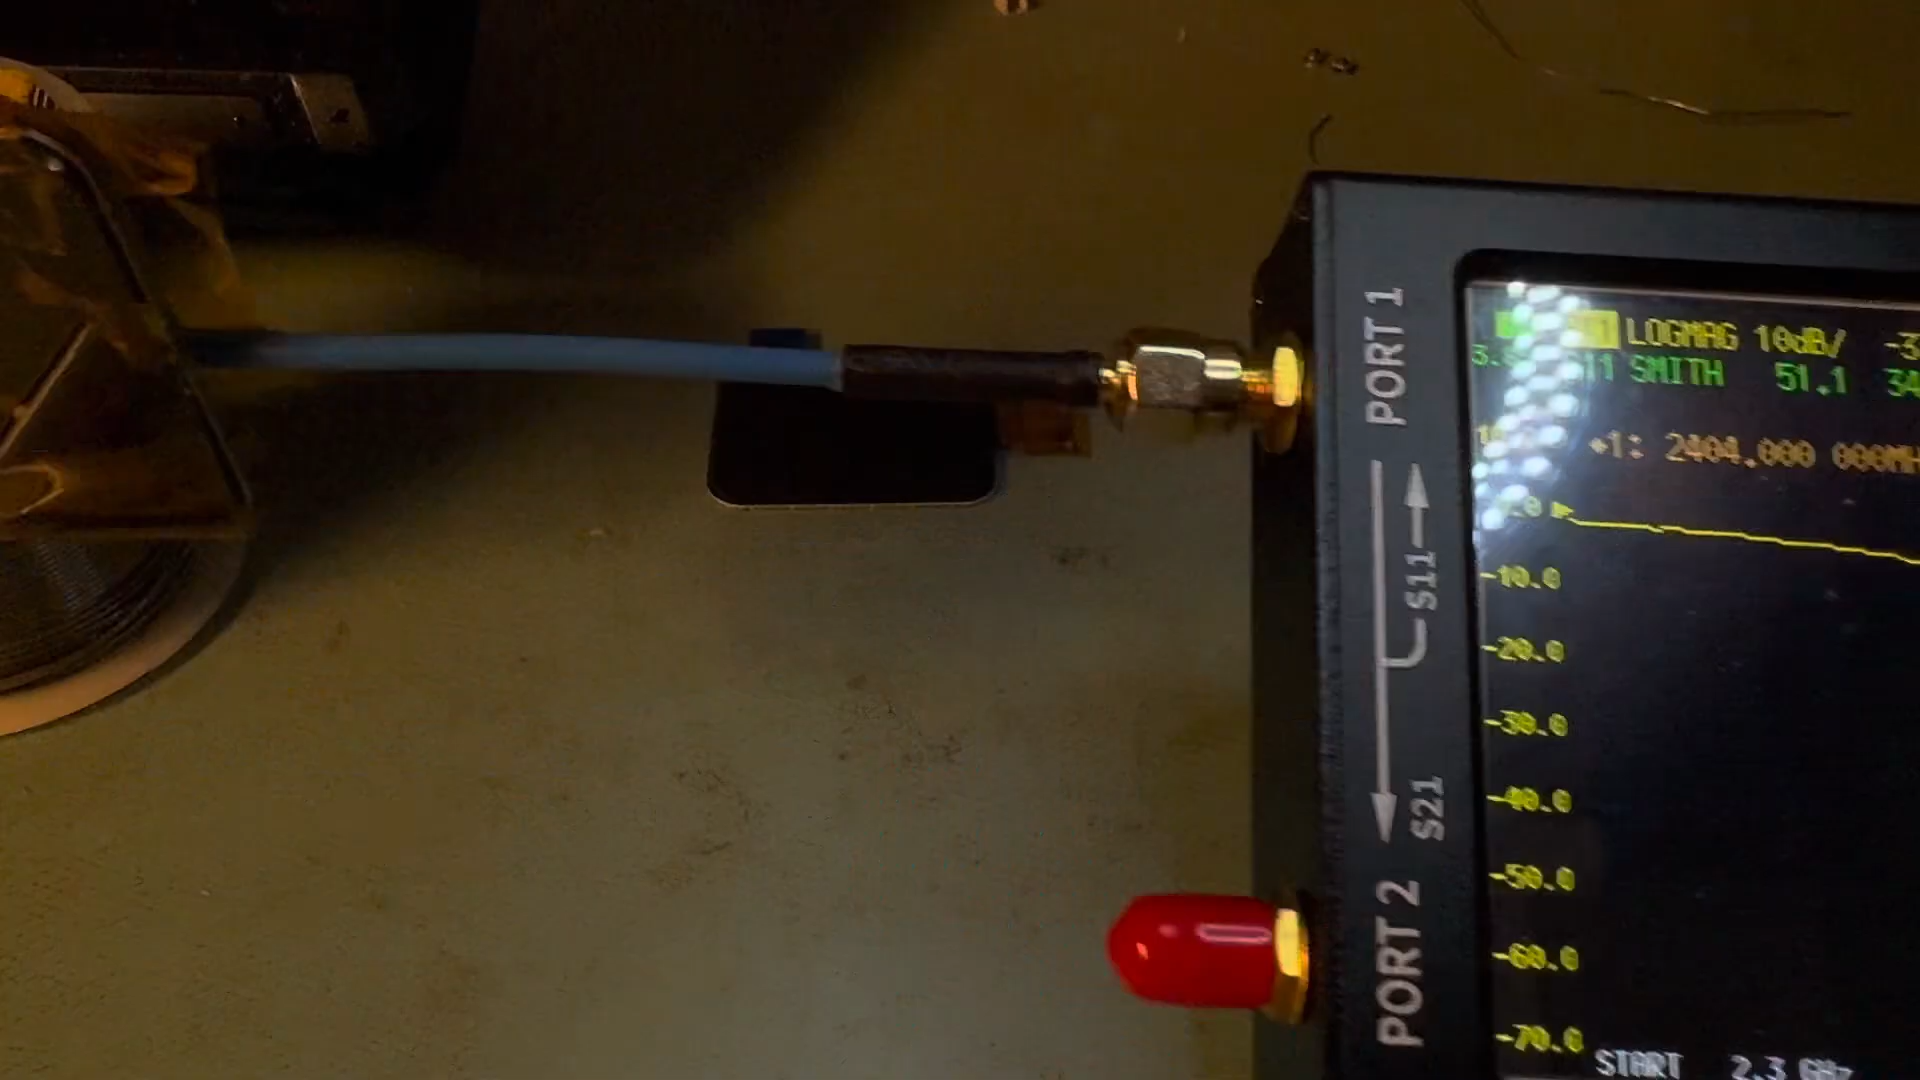 PORT 1
S11
S21
PORT 2
LOGMAG 10dB/
SMITH 51.1
1: 2404.000 000MH
-10.0
-20.0
-30.0
-40.0
-50.0
-60.0
-70.0
START 2.3 GHz